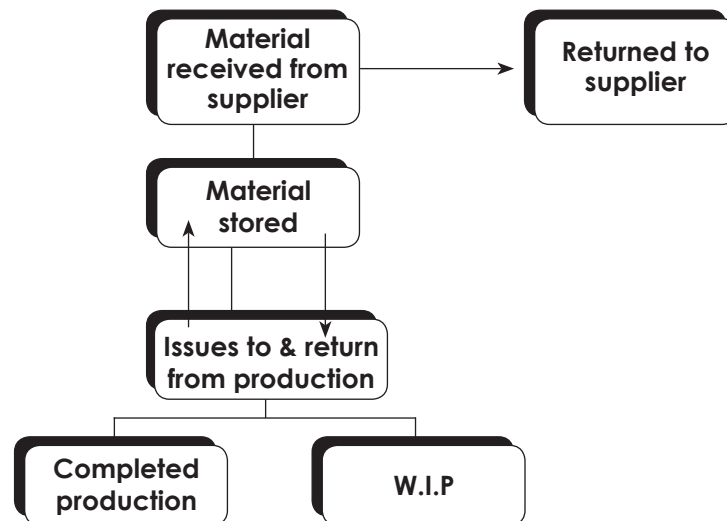 Material
received from
supplier
Returned to
supplier
Material
stored
Issues to & return
from production
Completed
production
W.I.P